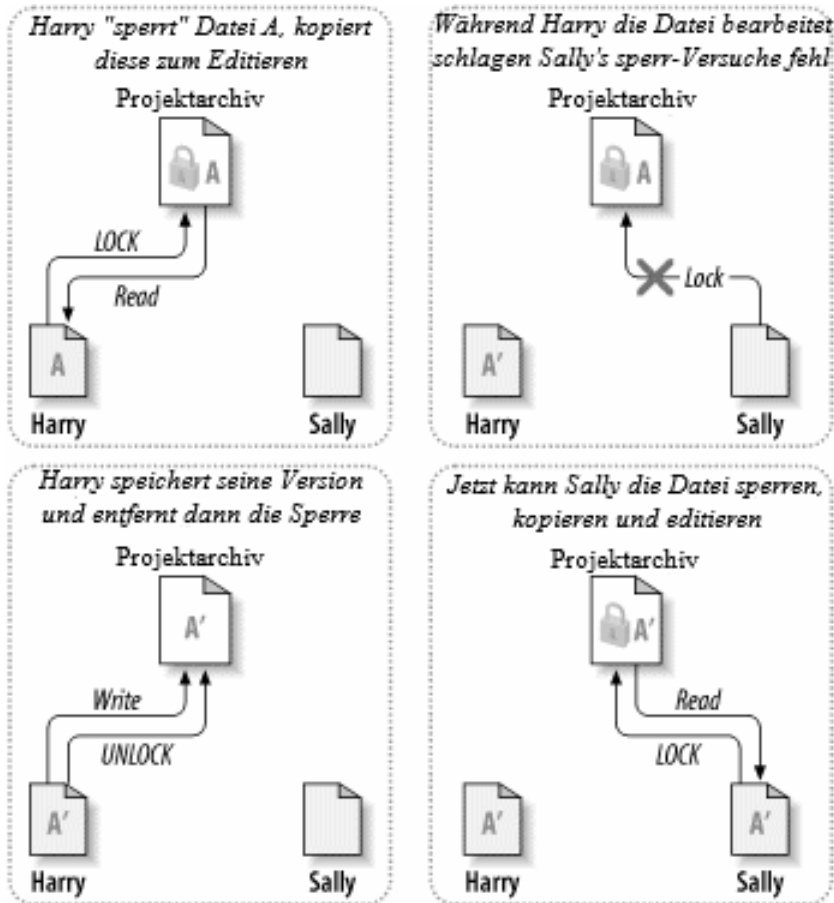 Harry "sperrt" Datei A, kopiert
diese zum Editieren
Projektarchiv
A
LOCK
Read
A
Harry
Sally
Während Harry die Datei bearbeitet
schlagen Sally's sperr-Versuche fehl
Projektarchiv
A
Lock
A′
Harry
Sally
Harry speichert seine Version
und entfernt dann die Sperre
Projektarchiv
A′
Write
UNLOCK
A′
Harry
Sally
Jetzt kann Sally die Datei sperren,
kopieren und editieren
Projektarchiv
A′
Read
LOCK
A′
A′
Harry
Sally